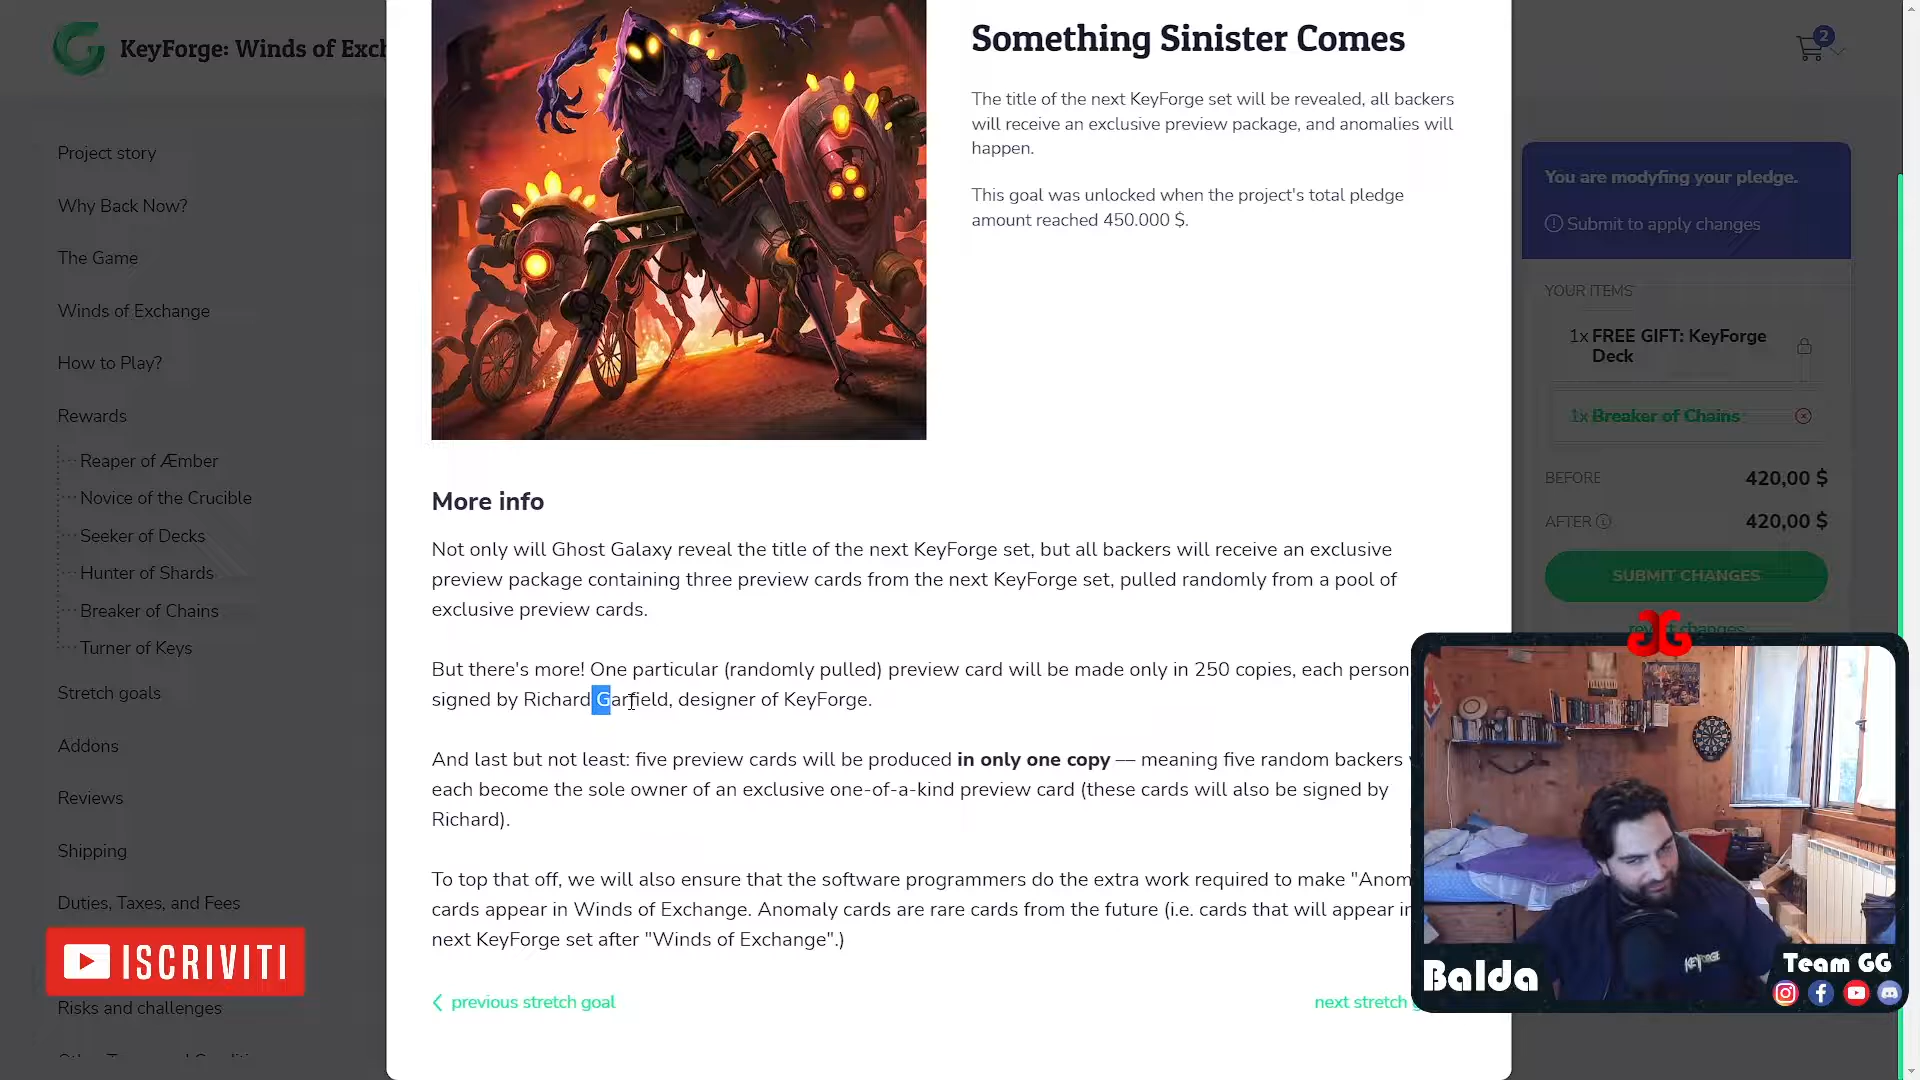 KeyForge: Winds of Exch
2
Project story
Why Back Now?
The Game
Winds of Exchange
How to Play?
Rewards
Reaper of Æmber
Novice of the Crucible
Seeker of Decks
Hunter of Shards
Breaker of Chains
Turner of Keys
Stretch goals
Addons
Reviews
Shipping
Duties, Taxes, and Fees
ISCRIVITI
Risks and challenges
Something Sinister Comes
The title of the next KeyForge set will be revealed, all backers
will receive an exclusive preview package, and anomalies will
happen.
This goal was unlocked when the project's total pledge
amount reached 450.000 $.
More info
Not only will Ghost Galaxy reveal the title of the next KeyForge set, but all backers will receive an exclusive
preview package containing three preview cards from the next KeyForge set, pulled randomly from a pool of
exclusive preview cards.
But there's more! One particular (randomly pulled) preview card will be made only in 250 copies, each person
signed by Richard Garfield, designer of KeyForge.
And last but not least: five preview cards will be produced in only one copy — meaning five random backers
each become the sole owner of an exclusive one-of-a-kind preview card (these cards will also be signed by
Richard).
To top that off, we will also ensure that the software programmers do the extra work required to make "Anom
cards appear in Winds of Exchange. Anomaly cards are rare cards from the future (i.e. cards that will appear in
next KeyForge set after "Winds of Exchange".)
previous stretch goal
next stretch g
You are modyfing your pledge.
Submit to apply changes
YOUR ITEMS
1x FREE GIFT: KeyForge
Deck
1x Breaker of Chains
BEFORE 420,00 $
AFTER 420,00 $
SUBMIT CHANGES
revert changes
KEYFORGE
Balda
Team GG